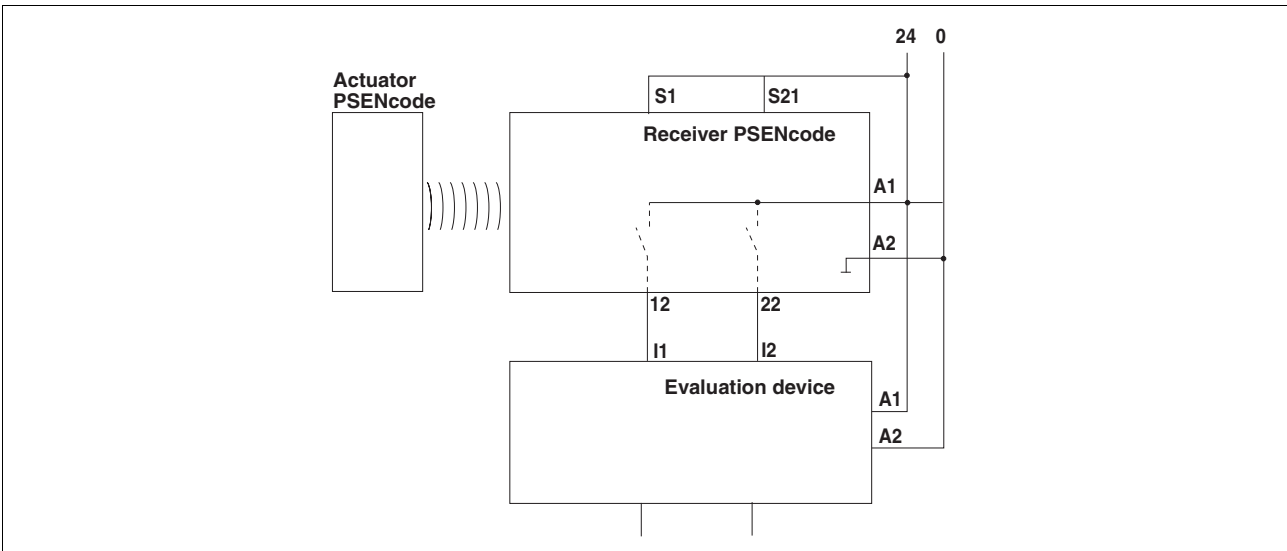 24 0
Actuator
PSENcode
S1 S21
Receiver PSENcode
A1
A2
12 22
I1 I2
Evaluation device
A1
A2